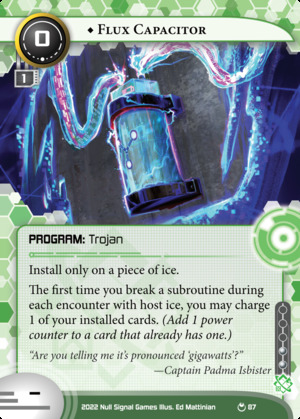 0
◆ Flux Capacitor
1
PROGRAM: Trojan
Install only on a piece of ice.
The first time you break a subroutine during
each encounter with host ice, you may charge
1 of your installed cards. (Add 1 power
counter to a card that already has one.)
“Are you telling me it’s pronounced ‘gigawatts’?”
—Captain Padma Isbister
2022 Null Signal Games Illus. Ed Mattinian
87